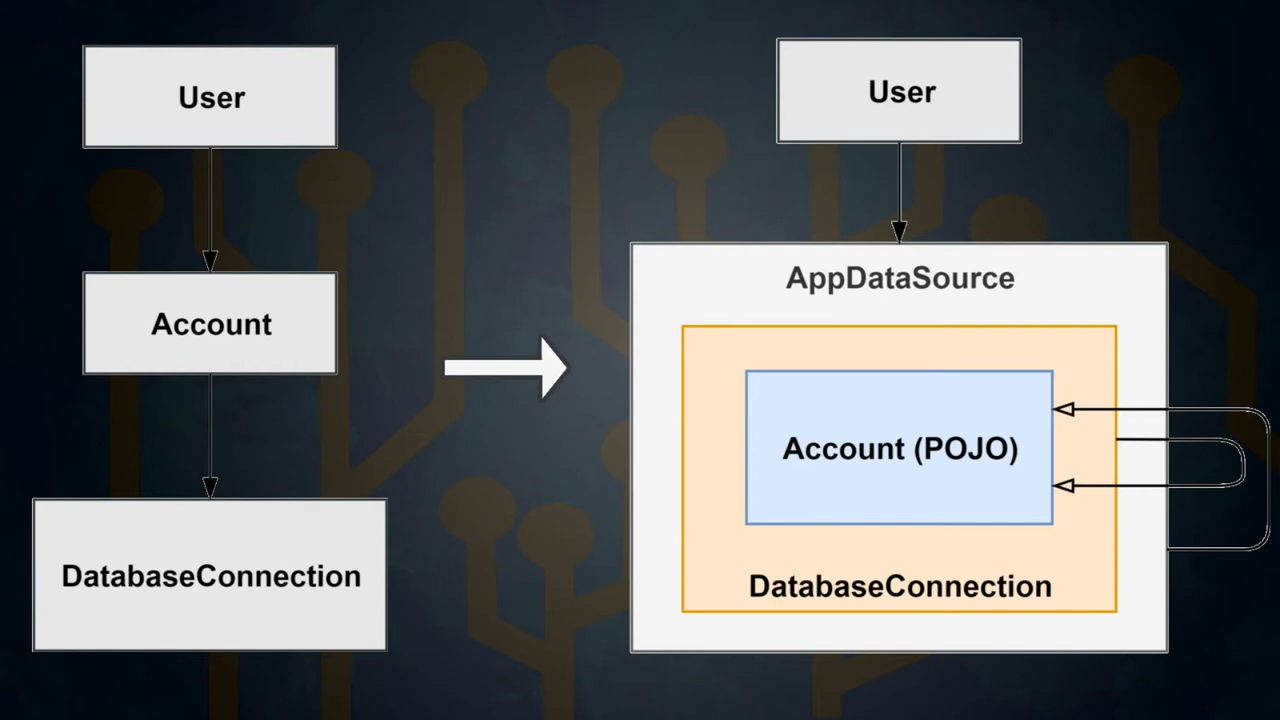 User
Account
DatabaseConnection
User
AppDataSource
Account (POJO)
DatabaseConnection